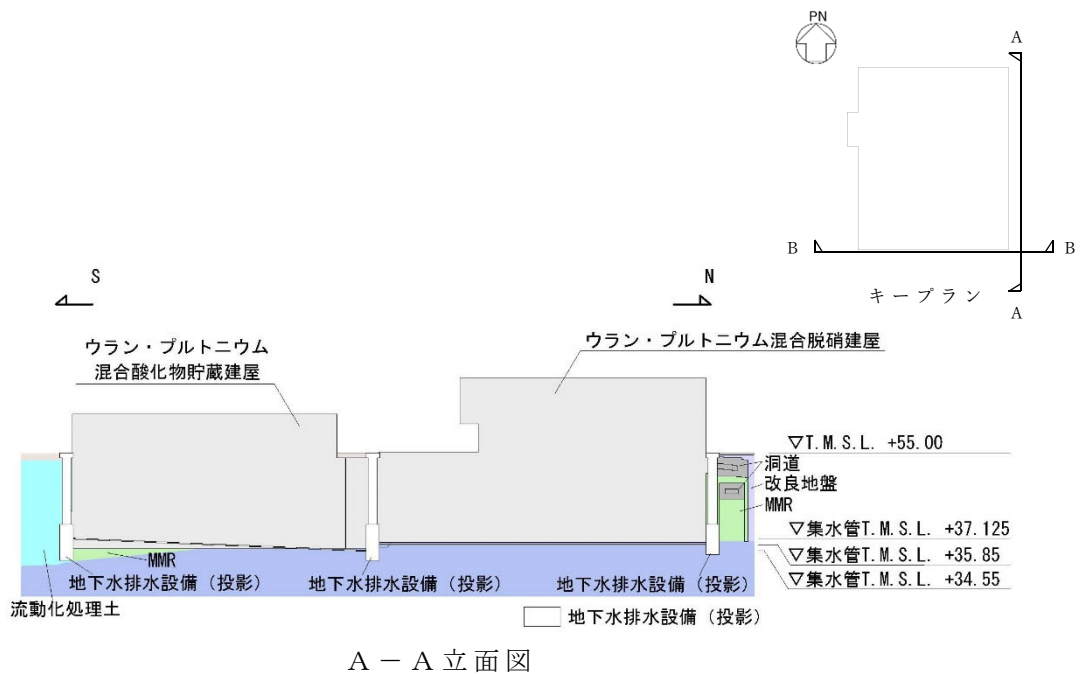 PN
A
B
B
キープラン
A
S
N
ウラン・プルトニウム
混合酸化物貯蔵建屋
ウラン・プルトニウム混合脱硝建屋
▽T.M.S.L. +55.00
洞道
改良地盤
MMR
▽集水管T.M.S.L. +37.125
▽集水管T.M.S.L. +35.85
▽集水管T.M.S.L. +34.55
MMR
地下水排水設備（投影）
地下水排水設備（投影）
地下水排水設備（投影）
流動化処理土
地下水排水設備（投影）
A－A立面図